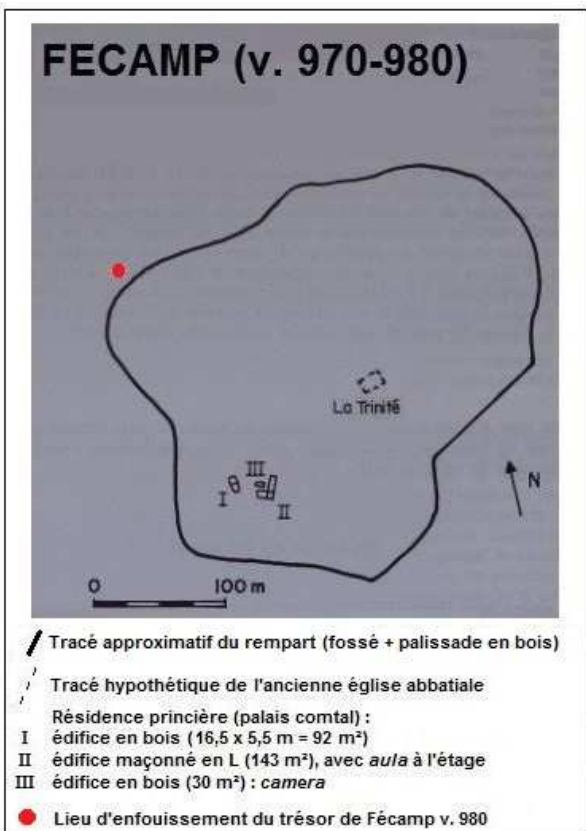 FECAMP (v. 970-980)
La Trinité
III
I
II
N
0 100 m
Tracé approximatif du rempart (fossé + palissade en bois)
Tracé hypothétique de l'ancienne église abbatiale
Résidence princière (palais comtal) :
I édifice en bois (16,5 x 5,5 m = 92 m²)
II édifice maçonné en L (143 m²), avec aula à l'étage
III édifice en bois (30 m²) : camera
Lieu d'enfouissement du trésor de Fécamp v. 980